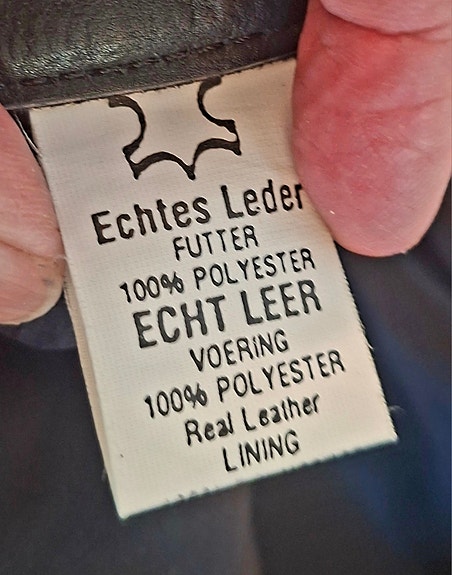 Echtes Leder
FUTTER
100% POLYESTER
ECHT LEER
VOERING
100% POLYESTER
Real Leather
LINING